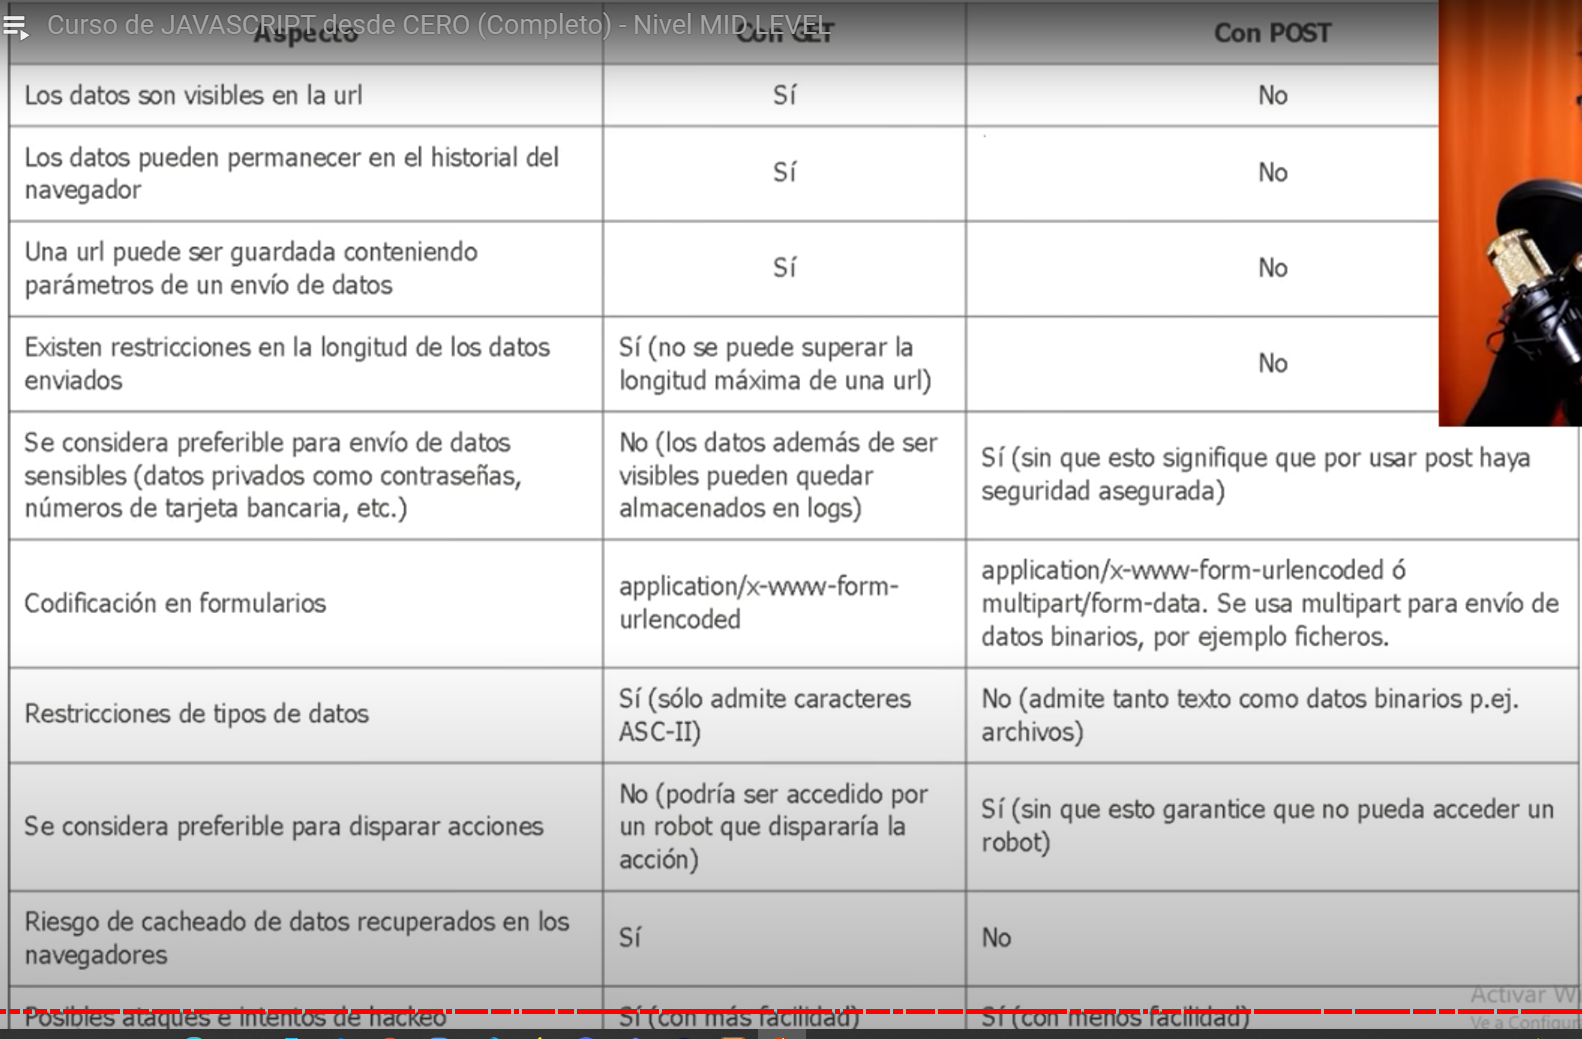 Curso de JAVASCRIPT desde CERO (Completo) - Nivel MID LEVEL
Aspecto
Con GET
Con POST
Los datos son visibles en la url
Sí
No
Los datos pueden permanecer en el historial del
navegador
Sí
No
Una url puede ser guardada conteniendo
parámetros de un envío de datos
Sí
No
Existen restricciones en la longitud de los datos
enviados
Sí (no se puede superar la
longitud máxima de una url)
No
Se considera preferible para envío de datos
sensibles (datos privados como contraseñas,
números de tarjeta bancaria, etc.)
No (los datos además de ser
visibles pueden quedar
almacenados en logs)
Sí (sin que esto signifique que por usar post haya
seguridad asegurada)
Codificación en formularios
application/x-www-form-
urlencoded
application/x-www-form-urlencoded ó
multipart/form-data. Se usa multipart para envío de
datos binarios, por ejemplo ficheros.
Restricciones de tipos de datos
Sí (sólo admite caracteres
ASC-II)
No (admite tanto texto como datos binarios p.ej.
archivos)
Se considera preferible para disparar acciones
No (podría ser accedido por
un robot que dispararía la
acción)
Sí (sin que esto garantice que no pueda acceder un
robot)
Riesgo de cacheado de datos recuperados en los
navegadores
Sí
No
Posibles ataques e intentos de hackeo
Sí (con más facilidad)
Sí (con menos facilidad)
Activar Wi
Ve a Configur